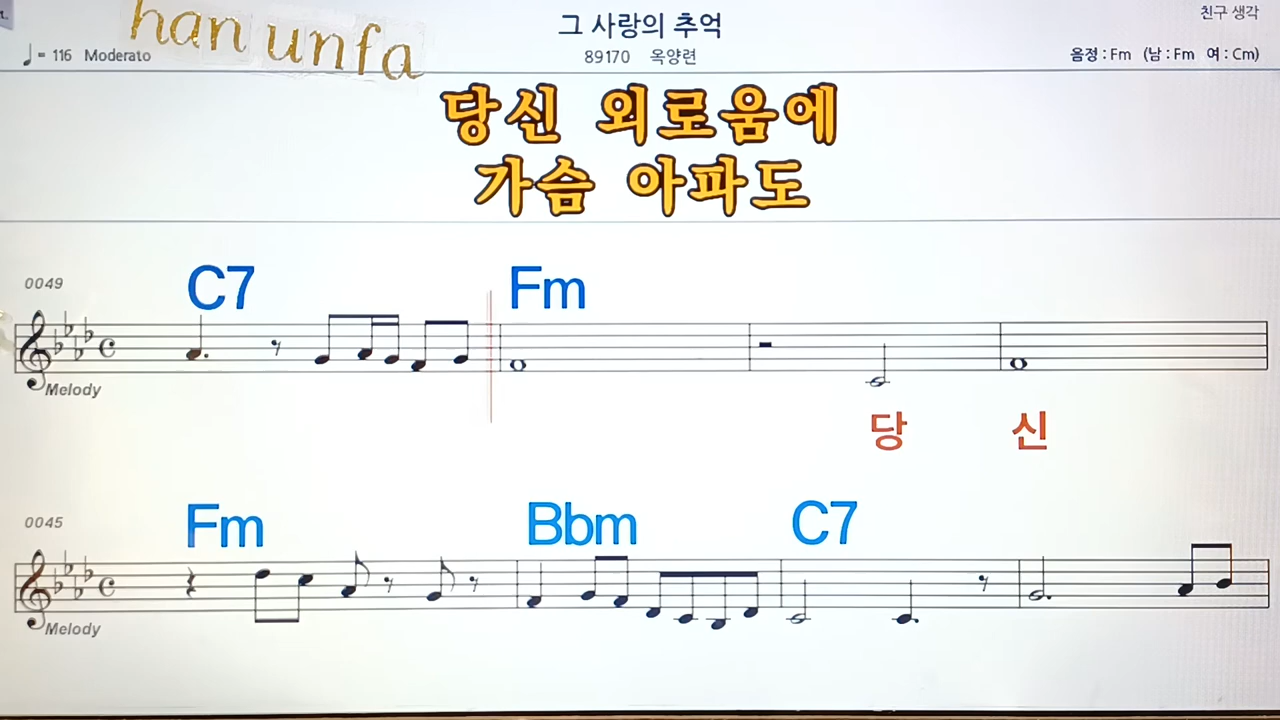 han unfa
그 사랑의 추억
친구 생각
♩= 116 Moderato
89170 옥양련
음정 : Fm (남 : Fm 여 : Cm)
당신 외로움에
가슴 아파도
0049
C7 Fm
Melody
당 신
0045
Fm Bbm C7
Melody